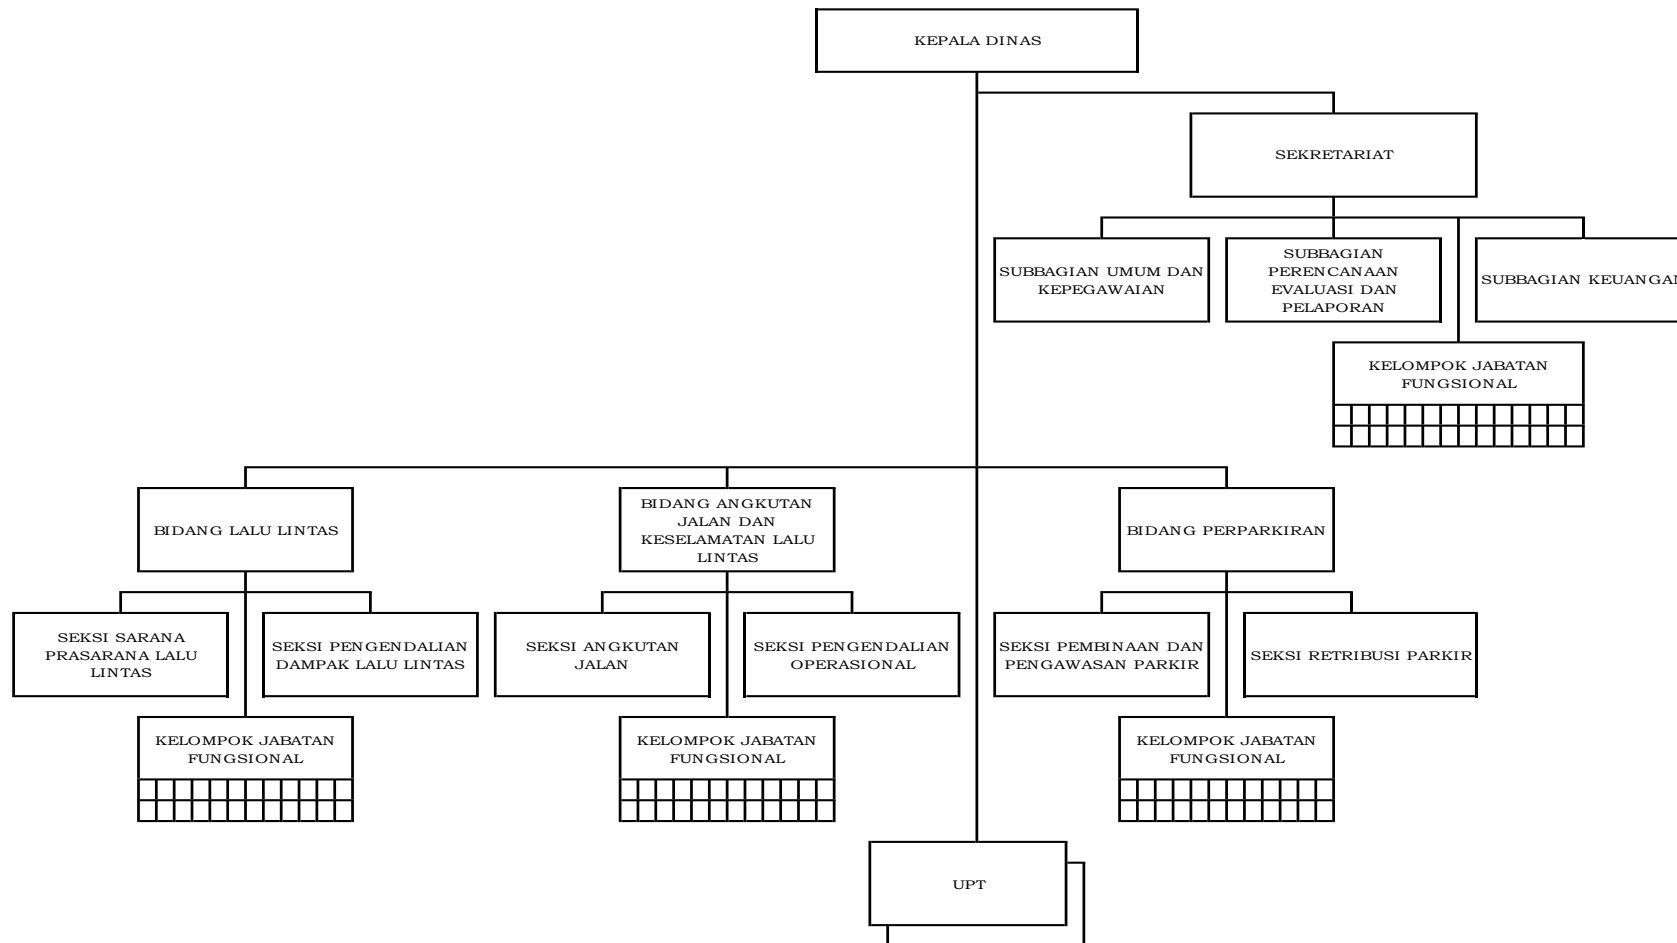 KEPALA DINAS
SEKRETARIAT
SUBBAGIAN UMUM DAN
KEPEGAWAIAN
SUBBAGIAN
PERENCANAAN
EVALUASI DAN
PELAPORAN
SUBBAGIAN KEUANGAN
KELOMPOK JABATAN
FUNGSIONAL
BIDANG LALU LINTAS
BIDANG ANGKUTAN
JALAN DAN
KESELAMATAN LALU
LINTAS
BIDANG PERPARKIRAN
SEKSI SARANA
PRASARANA LALU
LINTAS
SEKSI PENGENDALIAN
DAMPAK LALU LINTAS
SEKSI ANGKUTAN
JALAN
SEKSI PENGENDALIAN
OPERASIONAL
SEKSI PEMBINAAN DAN
PENGAWASAN PARKIR
SEKSI RETRIBUSI PARKIR
KELOMPOK JABATAN
FUNGSIONAL
KELOMPOK JABATAN
FUNGSIONAL
KELOMPOK JABATAN
FUNGSIONAL
UPT